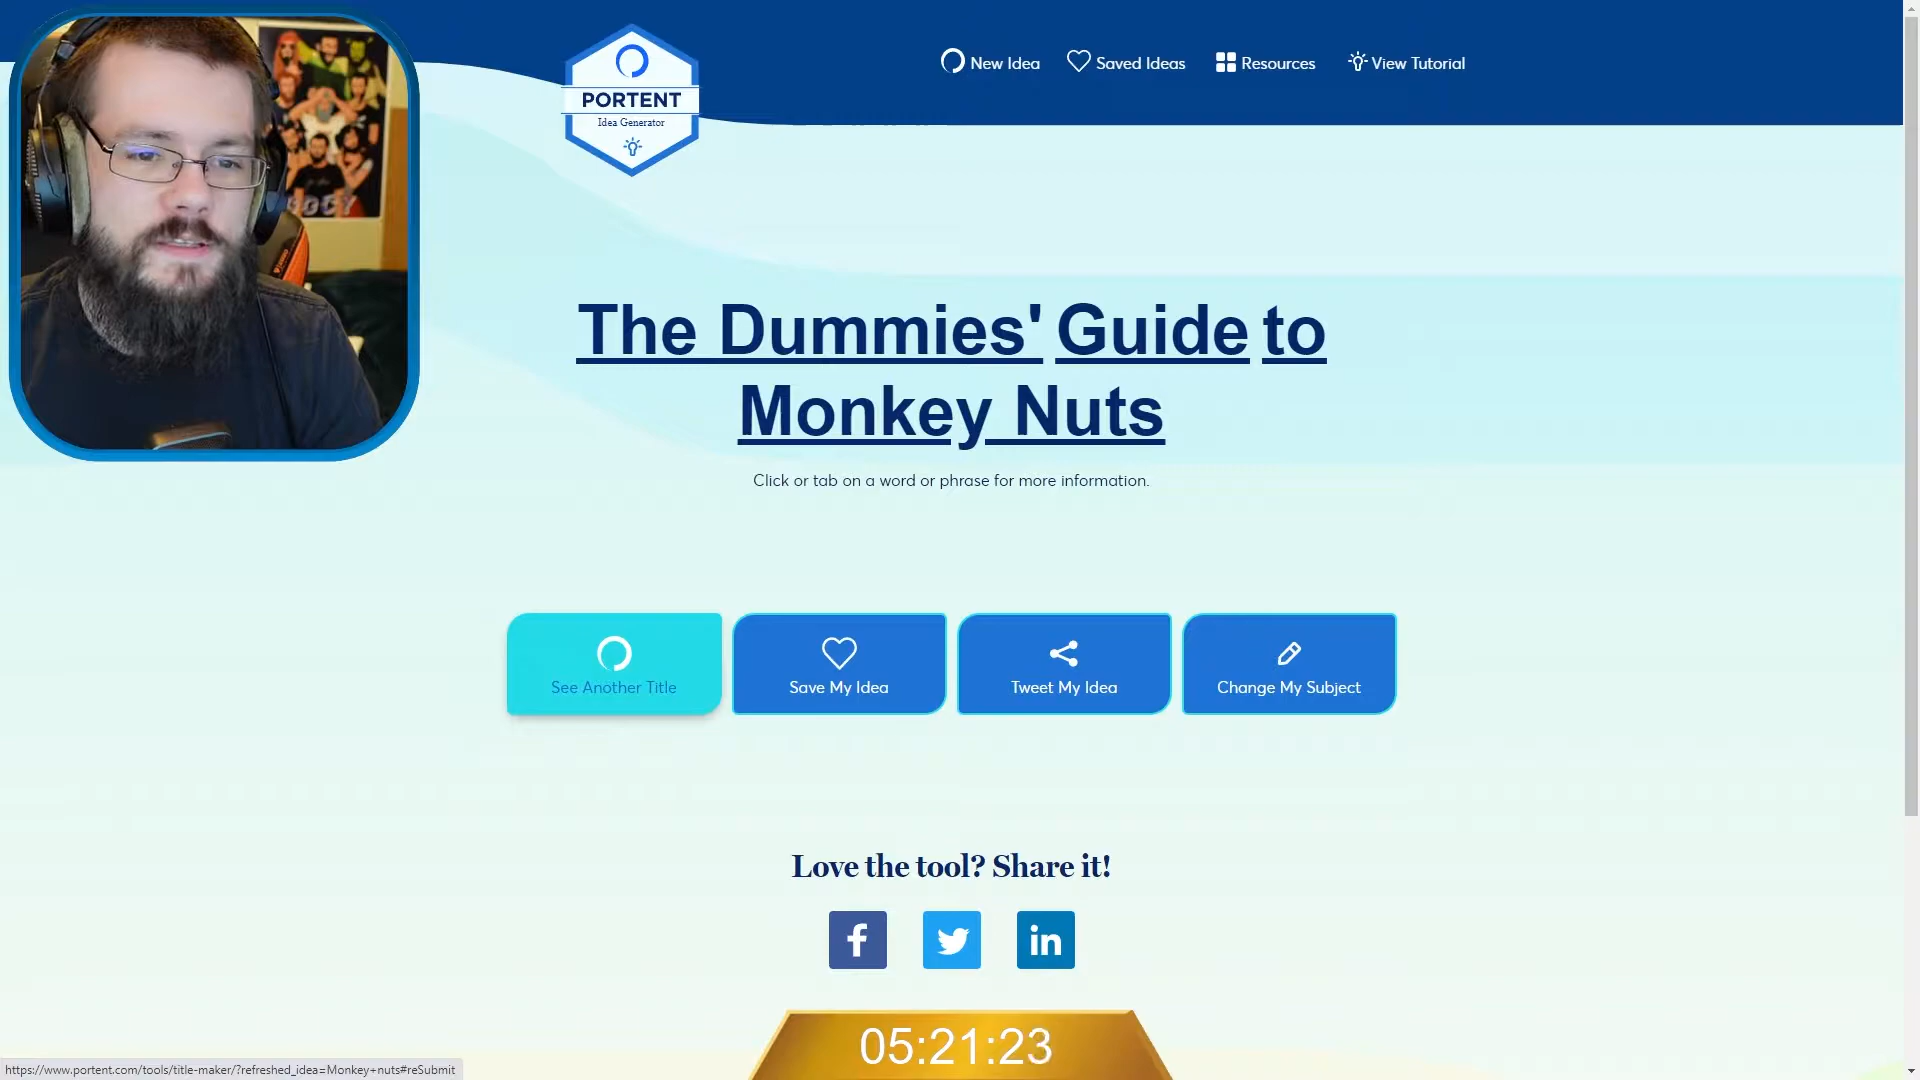 New Idea
Saved Ideas
Resources
View Tutorial
PORTENT
Idea Generator
The Dummies' Guide to
Monkey Nuts
Click or tab on a word or phrase for more information.
See Another Title
Save My Idea
Tweet My Idea
Change My Subject
Love the tool? Share it!
f
in
05:21:23
https://www.portent.com/tools/title-maker/?refreshed_idea=Monkey+nuts#reSubmit